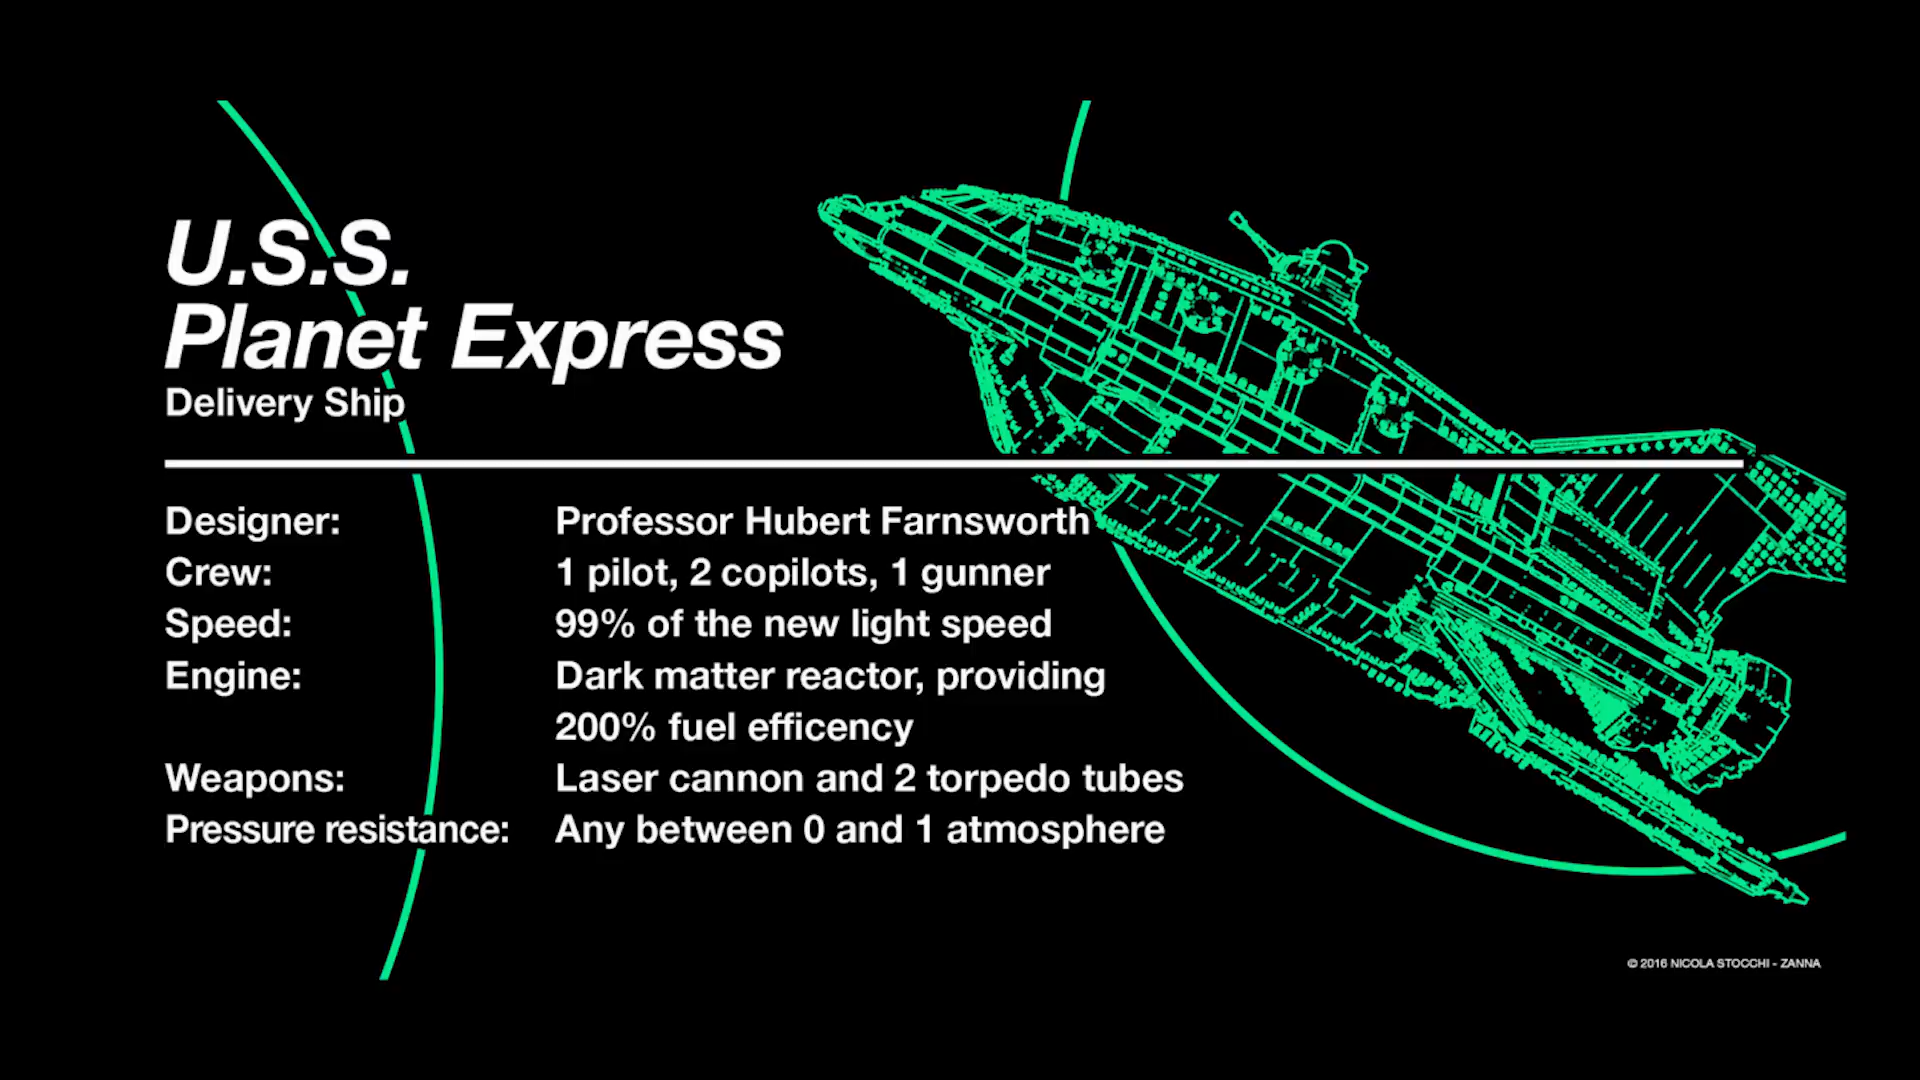 U.S.S.
Planet Express
Delivery Ship
Designer: Professor Hubert Farnsworth
Crew: 1 pilot, 2 copilots, 1 gunner
Speed: 99% of the new light speed
Engine: Dark matter reactor, providing
200% fuel efficency
Weapons: Laser cannon and 2 torpedo tubes
Pressure resistance: Any between 0 and 1 atmosphere
© 2016 NICOLA STOCCHI - ZANNA